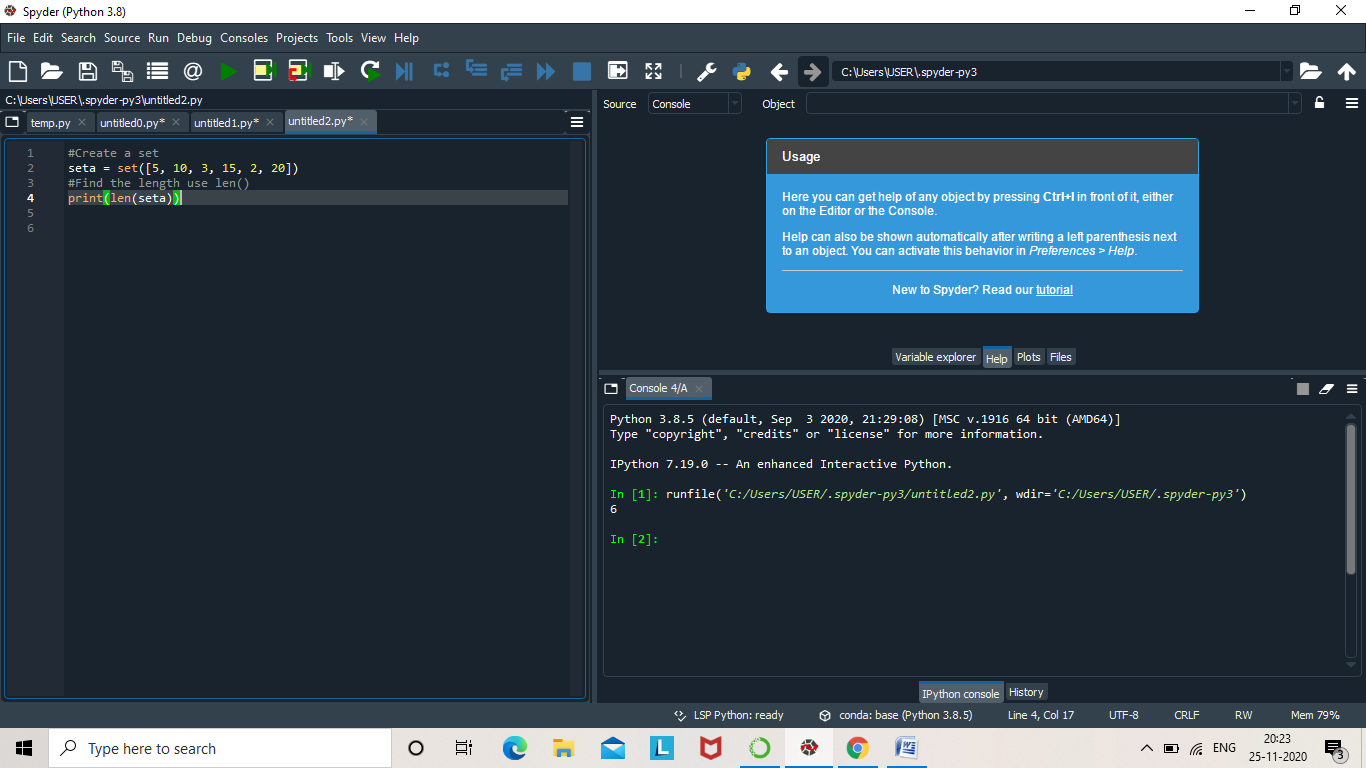 Spyder (Python 3.8)
File Edit Search Source Run Debug Consoles Projects Tools View Help
C:\Users\USER\.spyder-py3
C:\Users\USER\.spyder-py3\untitled2.py
temp.py untitled0.py* untitled1.py* untitled2.py*
1 #Create a set
2 seta = set([5, 10, 3, 15, 2, 20])
3 #Find the length use len()
4 print(len(seta))
5
6
Source Console Object
Usage
Here you can get help of any object by pressing Ctrl+I in front of it, either
on the Editor or the Console.
Help can also be shown automatically after writing a left parenthesis next
to an object. You can activate this behavior in Preferences > Help.
New to Spyder? Read our tutorial
Variable explorer Help Plots Files
Console 4/A
Python 3.8.5 (default, Sep  3 2020, 21:29:08) [MSC v.1916 64 bit (AMD64)]
Type "copyright", "credits" or "license" for more information.
IPython 7.19.0 -- An enhanced Interactive Python.
In [1]: runfile('C:/Users/USER/.spyder-py3/untitled2.py', wdir='C:/Users/USER/.spyder-py3')
6
In [2]:
IPython console History
LSP Python: ready conda: base (Python 3.8.5) Line 4, Col 17 UTF-8 CRLF RW Mem 79%
Type here to search
L
W
ENG
20:23
25-11-2020
3